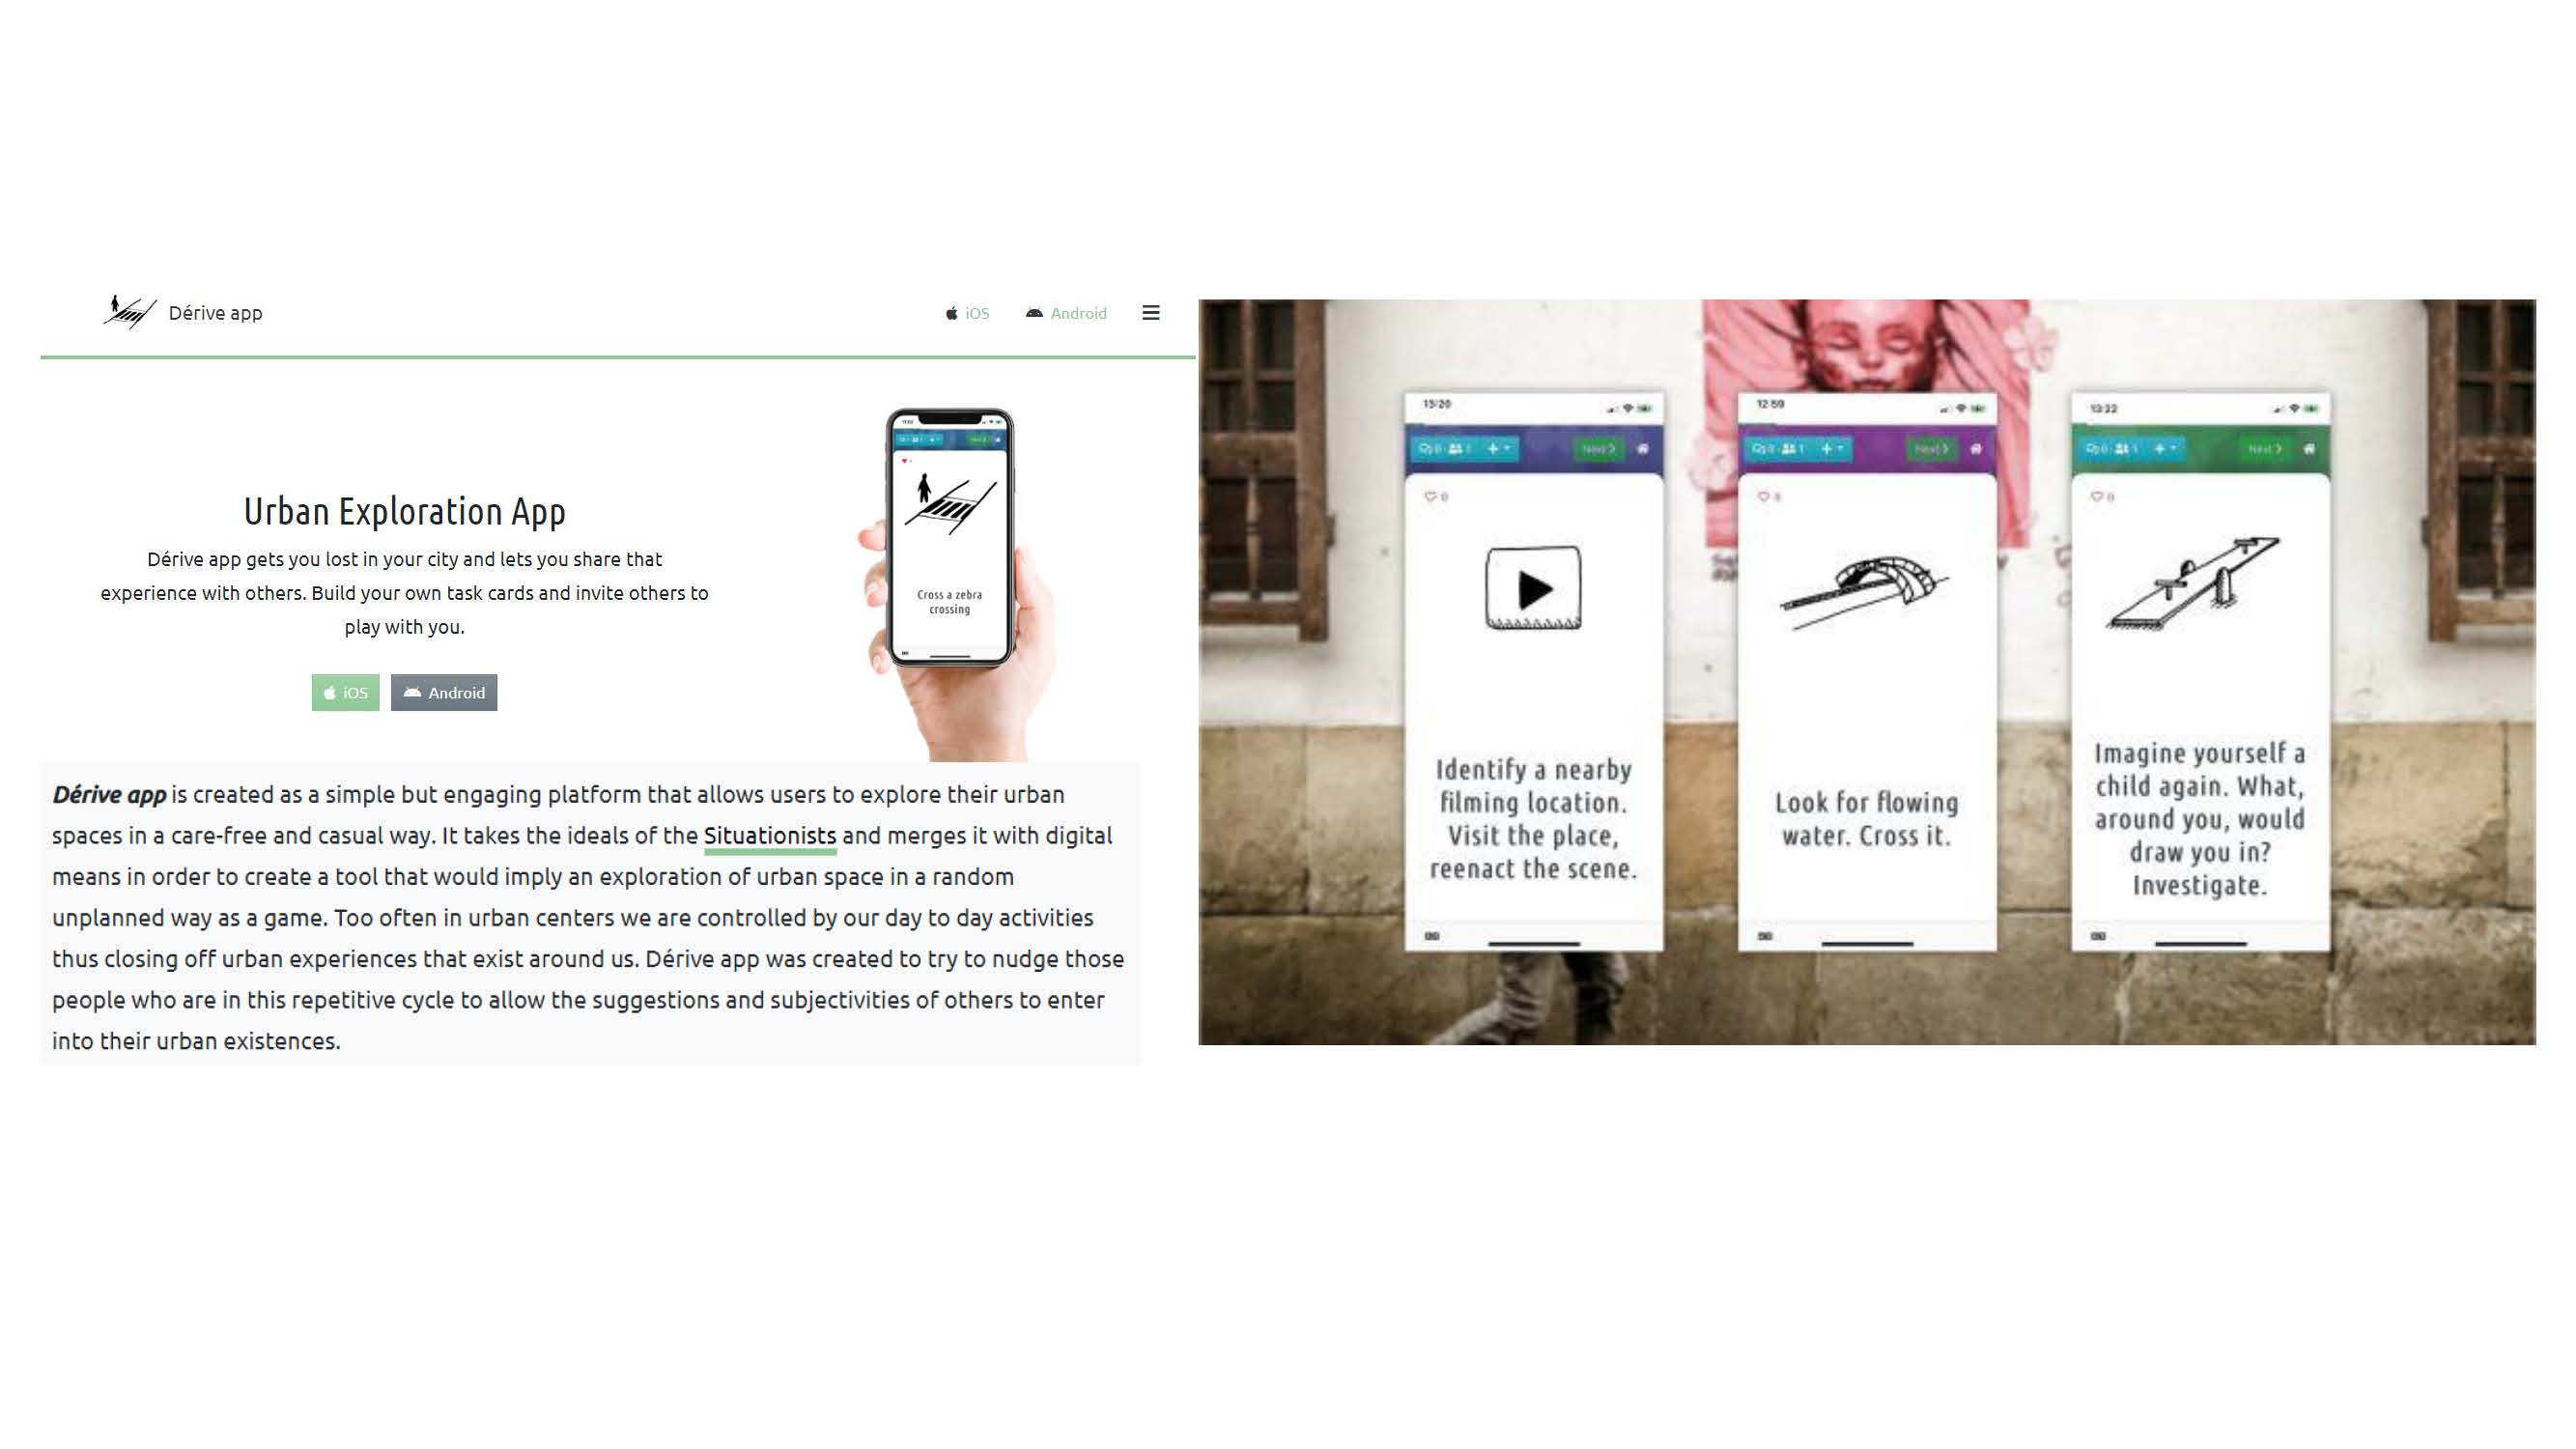 Dérive app
iOS
Android
Urban Exploration App
Dérive app gets you lost in your city and lets you share that
experience with others. Build your own task cards and invite others to
play with you.
iOS
Android
Cross a zebra
crossing
Dérive app is created as a simple but engaging platform that allows users to explore their urban
spaces in a care-free and casual way. It takes the ideals of the Situationists and merges it with digital
means in order to create a tool that would imply an exploration of urban space in a random
unplanned way as a game. Too often in urban centers we are controlled by our day to day activities
thus closing off urban experiences that exist around us. Dérive app was created to try to nudge those
people who are in this repetitive cycle to allow the suggestions and subjectivities of others to enter
into their urban existences.
13:20
Next
Identify a nearby
filming location.
Visit the place,
reenact the scene.
12:59
Next
Look for flowing
water. Cross it.
13:22
Next
Imagine yourself a
child again. What,
around you, would
draw you in?
Investigate.